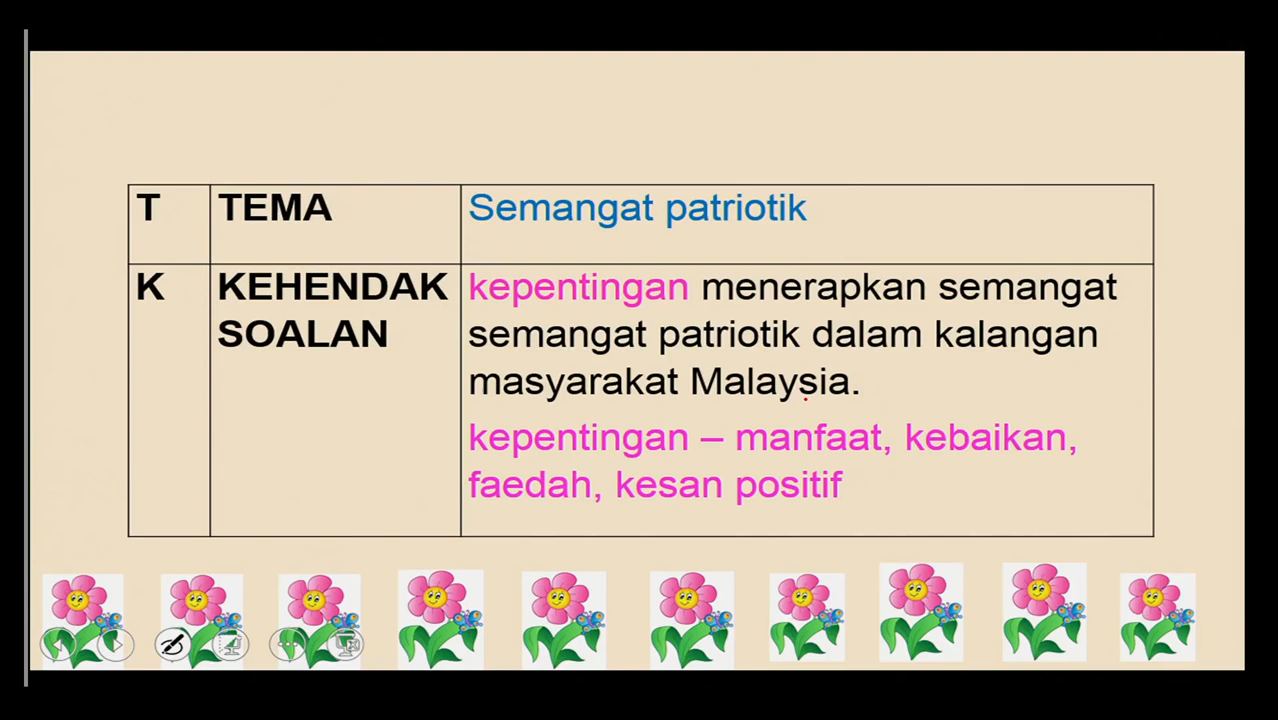 T TEMA Semangat patriotik
K KEHENDAK SOALAN kepentingan menerapkan semangat
semangat patriotik dalam kalangan
masyarakat Malaysia.
kepentingan – manfaat, kebaikan,
faedah, kesan positif